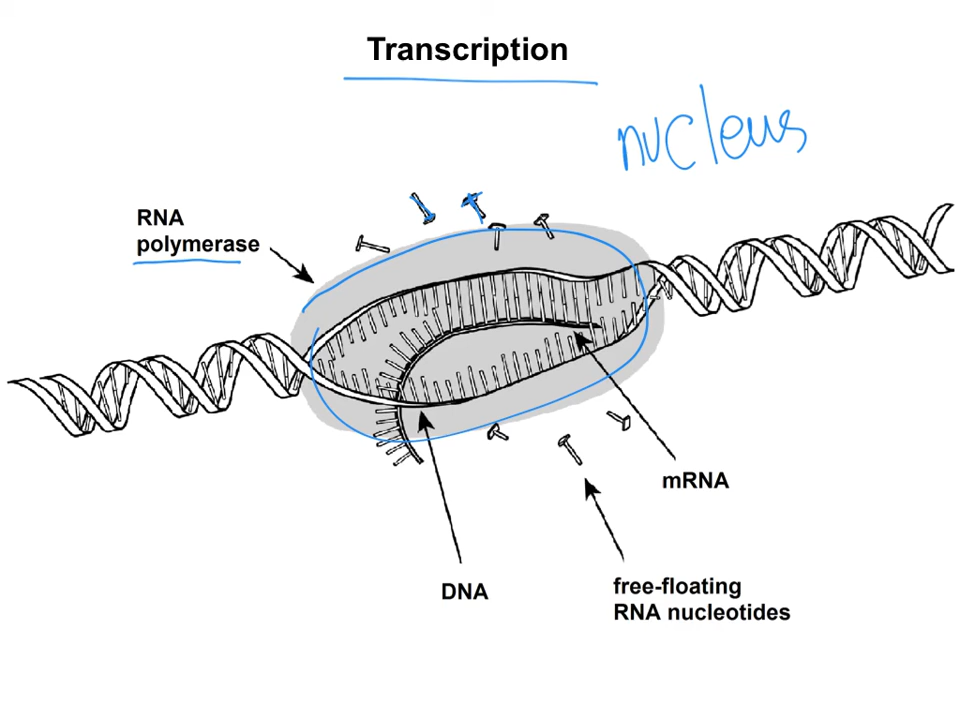 Transcription
nucleus
RNA
polymerase
mRNA
DNA
free-floating
RNA nucleotides